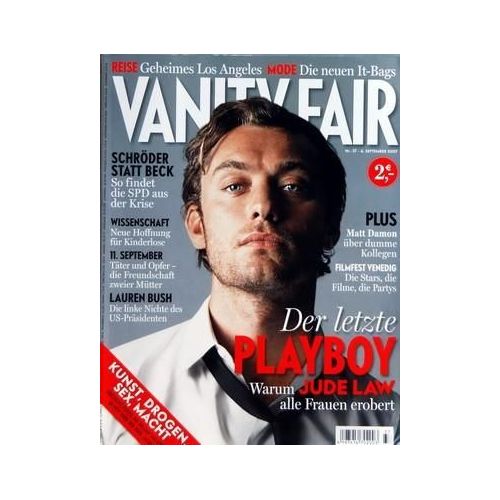 REISE Geheimes Los Angeles MODE Die neuen It-Bags
VANITY FAIR
2,-€
SCHRÖDER
STATT BECK
So findet
die SPD aus
der Krise
WISSENSCHAFT
Neue Hoffnung
für Kinderlose
11. SEPTEMBER
Täter und Opfer –
die Freundschaft
zweier Mütter
LAUREN BUSH
Die linke Nichte des
US-Präsidenten
PLUS
Matt Damon
über dumme
Kollegen
FILMFEST VENEDIG
Die Stars, die
Filme, die Partys
Der letzte
PLAYBOY
Warum JUDE LAW
alle Frauen erobert
KUNST, DROGEN,
SEX, MACHT